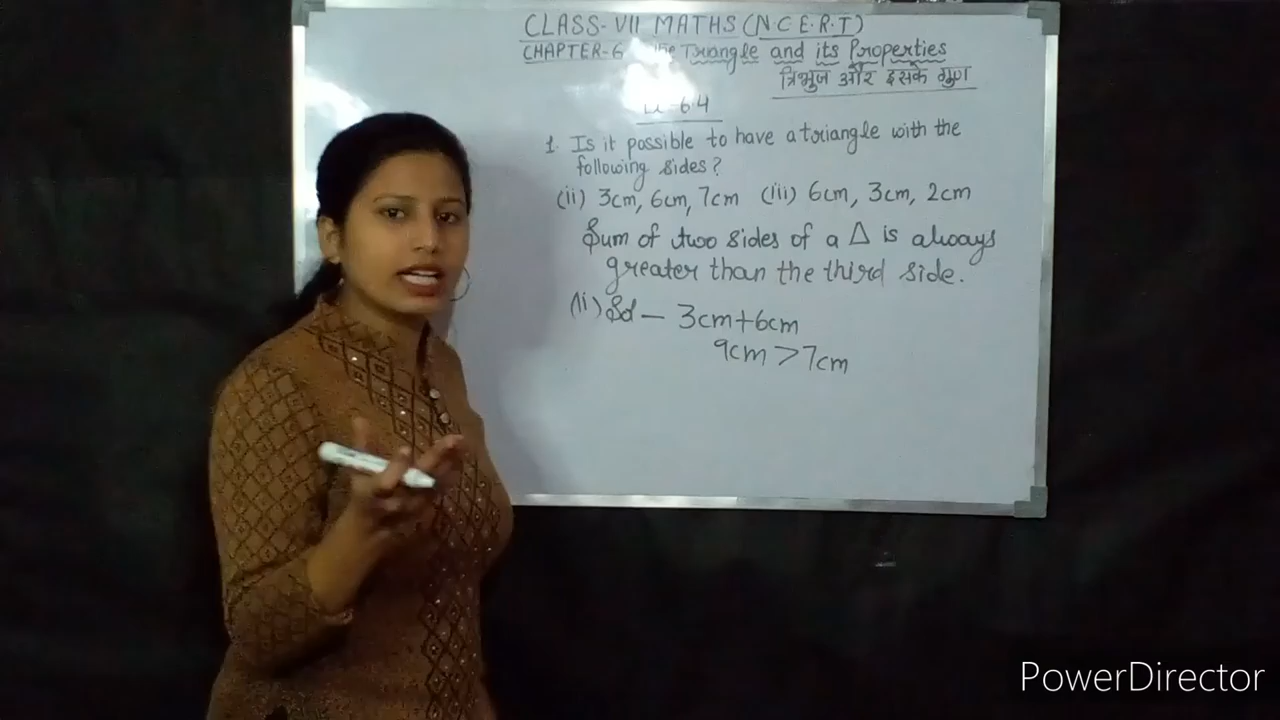 CLASS-VII MATHS (N.C.E.R.T)
CHAPTER-6 The Triangle and its Properties
त्रिभुज और इसके गुण
6.4
1. Is it possible to have a triangle with the
following sides?
(ii) 3cm, 6cm, 7cm (iii) 6cm, 3cm, 2cm
Sum of two sides of a Δ is always
greater than the third side.
(ii) Sol — 3cm+6cm
9cm > 7cm
PowerDirector